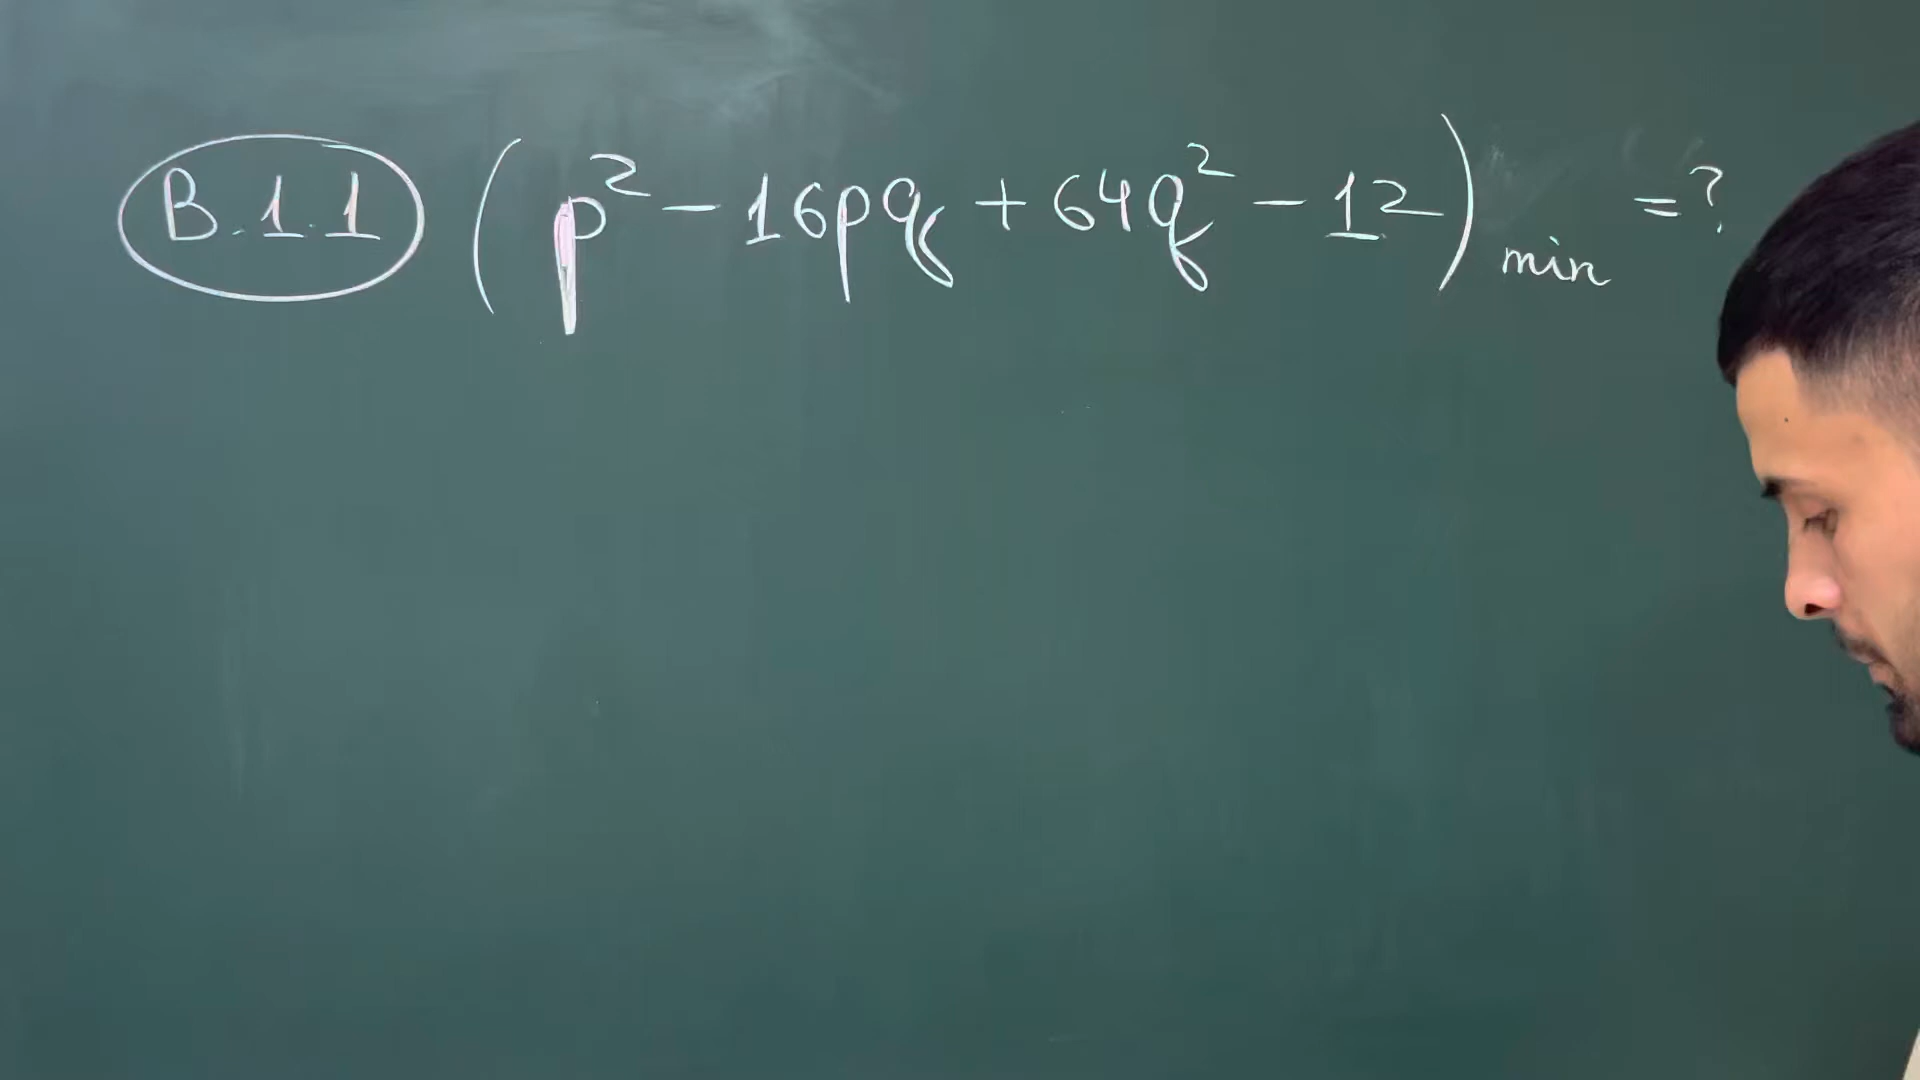 B.1.1 (p² - 16pq + 64q² - 12)min = ?